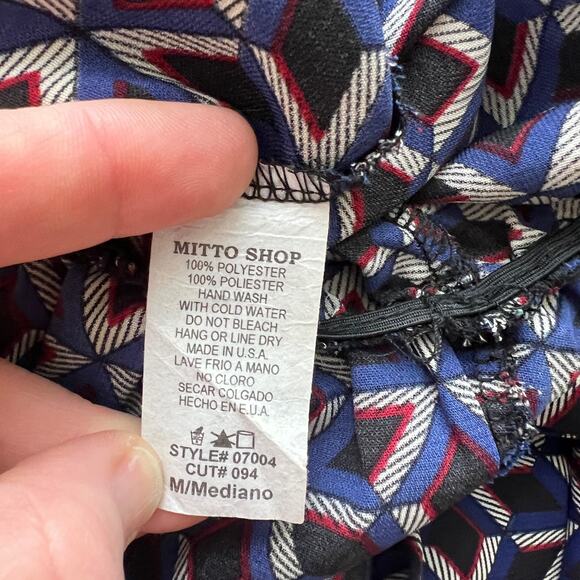 MITTO SHOP
100% POLYESTER
100% POLIESTER
HAND WASH
WITH COLD WATER
DO NOT BLEACH
HANG OR LINE DRY
MADE IN U.S.A.
LAVE FRIO A MANO
NO CLORO
SECAR COLGADO
HECHO EN E.U.A.
STYLE# 07004
CUT# 094
M/Mediano